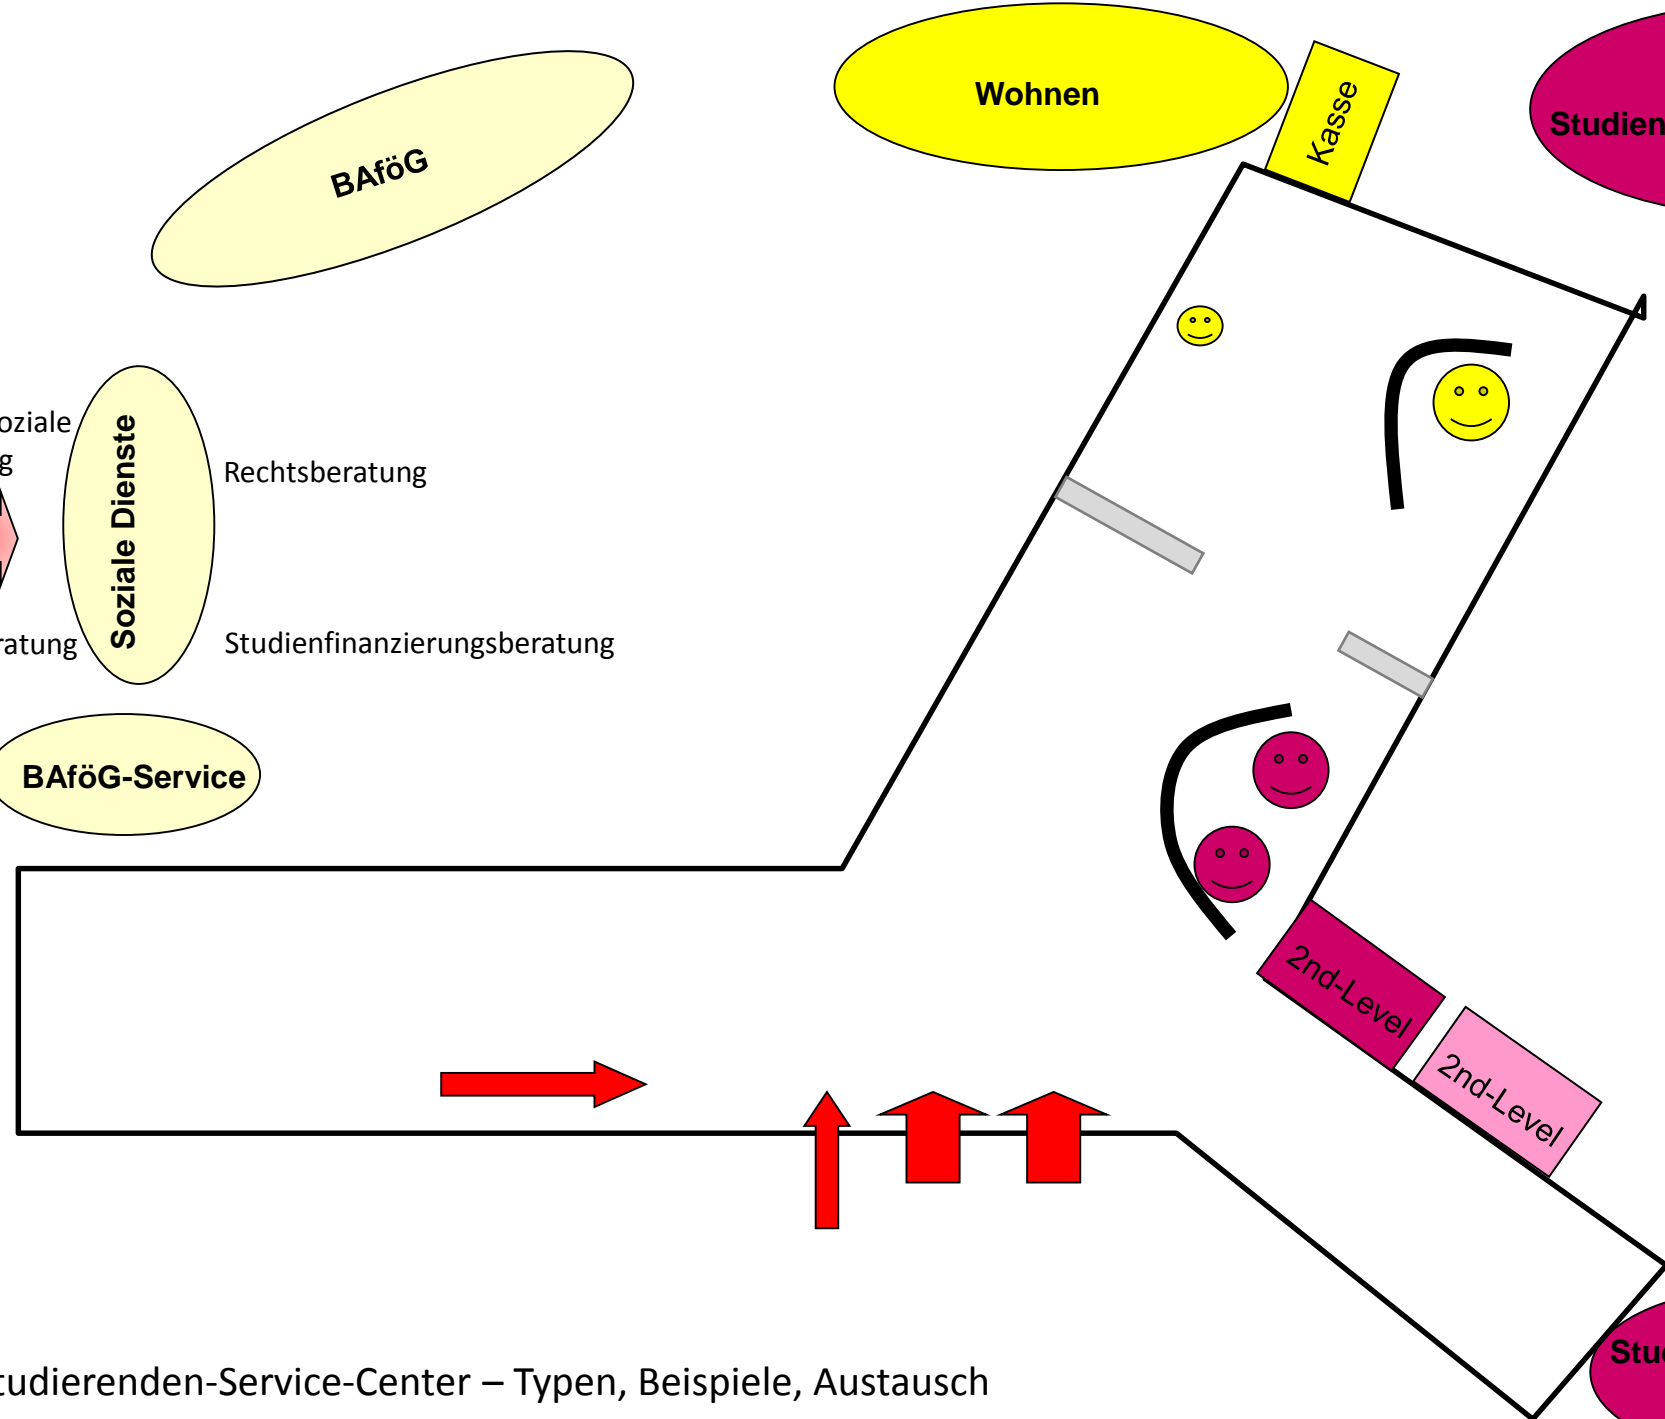 Wohnen
Kasse
Studien
BAföG
oziale
g
Soziale Dienste
Rechtsberatung
ratung
Studienfinanzierungsberatung
BAföG-Service
2nd-Level
2nd-Level
Stu
tudierenden-Service-Center – Typen, Beispiele, Austausch